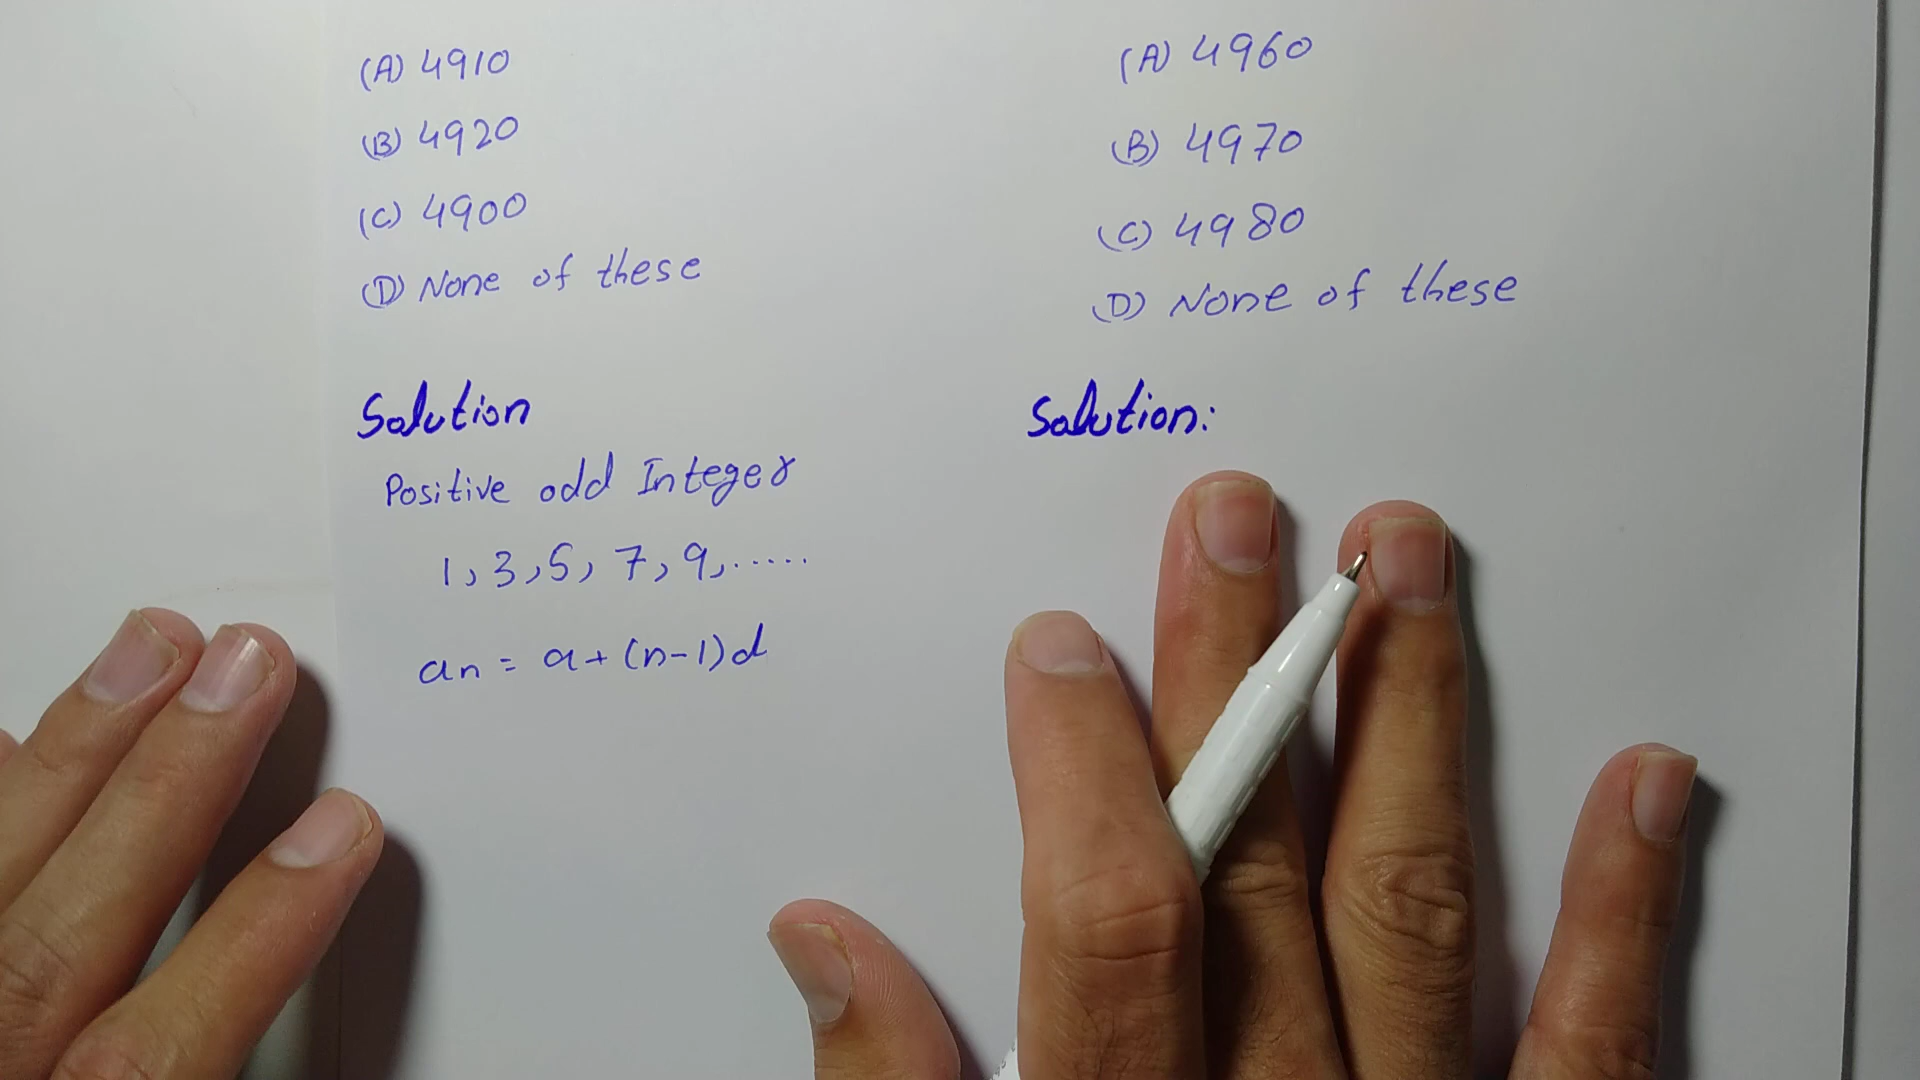 (A) 4910
(B) 4920
(C) 4900
(D) None of these
Solution
Positive odd Integer
1, 3, 5, 7, 9, .....
an = a + (n-1)d
(A) 4960
(B) 4970
(C) 4980
(D) None of these
Solution: